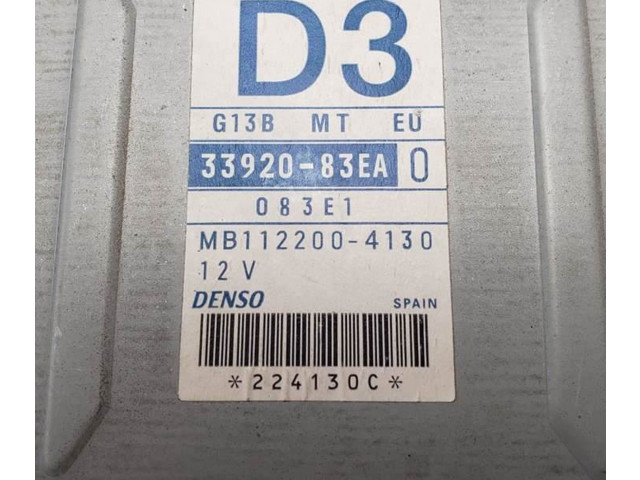 D3
G13B MT EU
33920-83EA 0
083E1
MB112200-4130
12V
DENSO SPAIN
*224130C*